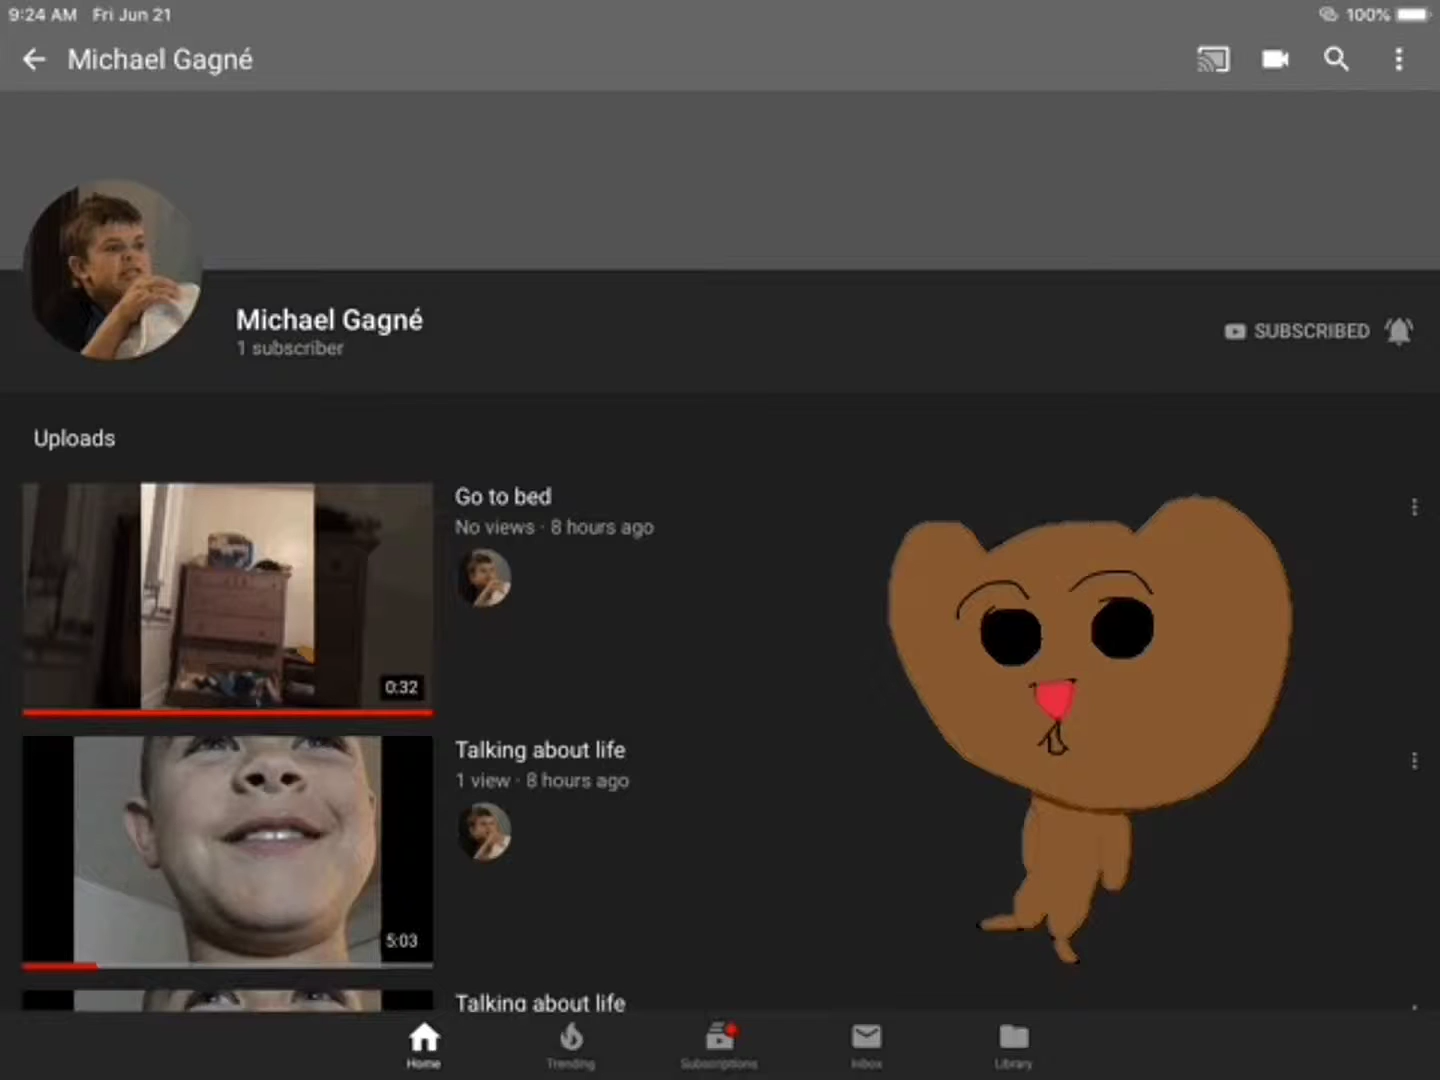 9:24 AM Fri Jun 21
100%
Michael Gagné
Michael Gagné
1 subscriber
SUBSCRIBED
Uploads
Go to bed
No views · 8 hours ago
0:32
Talking about life
1 view · 8 hours ago
5:03
Talking about life
Home
Trending
Subscriptions
Inbox
Library